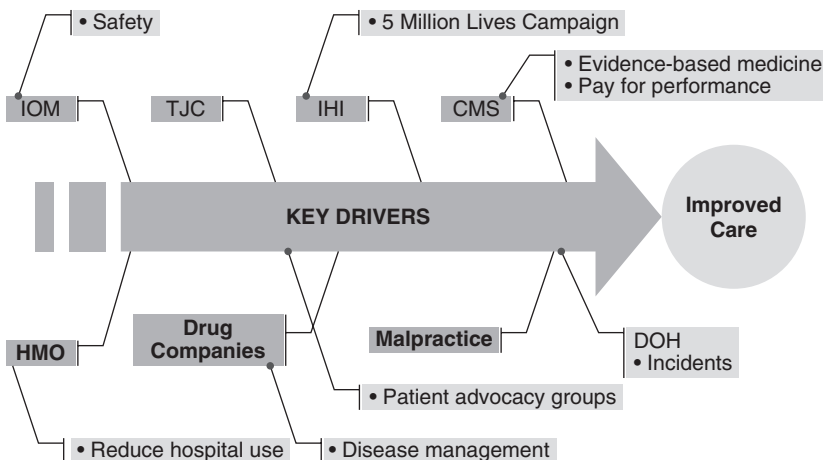 • Safety
• 5 Million Lives Campaign
• Evidence-based medicine
• Pay for performance
IOM
TJC
IHI
CMS
KEY DRIVERS
Improved
Care
HMO
Drug
Companies
Malpractice
DOH
• Incidents
• Patient advocacy groups
• Reduce hospital use
• Disease management